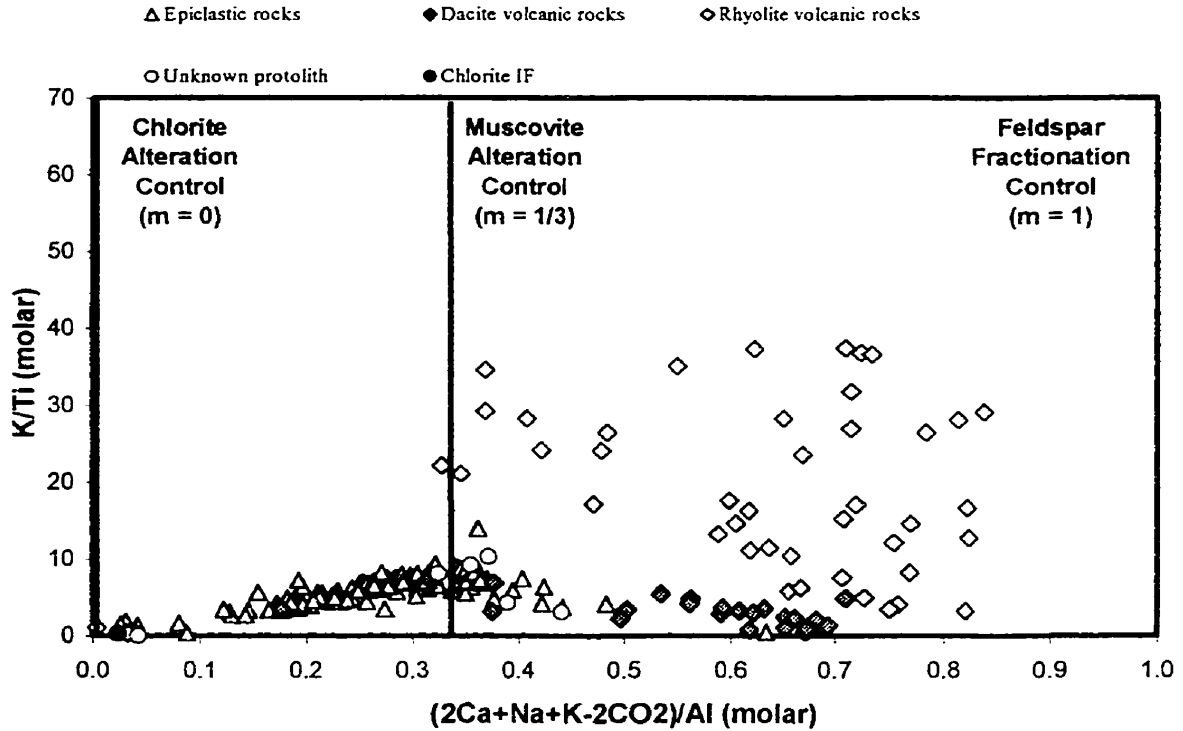 Epiclastic rocks Dacite volcanic rocks Rhyolite volcanic rocks
Unknown protolith Chlorite IF
70
60
50
40
30
20
10
0
K/Ti (molar)
Chlorite Alteration Control (m = 0)
Muscovite Alteration Control (m = 1/3)
Feldspar Fractionation Control (m = 1)
0.0 0.1 0.2 0.3 0.4 0.5 0.6 0.7 0.8 0.9 1.0
(2Ca+Na+K-2CO2)/Al (molar)